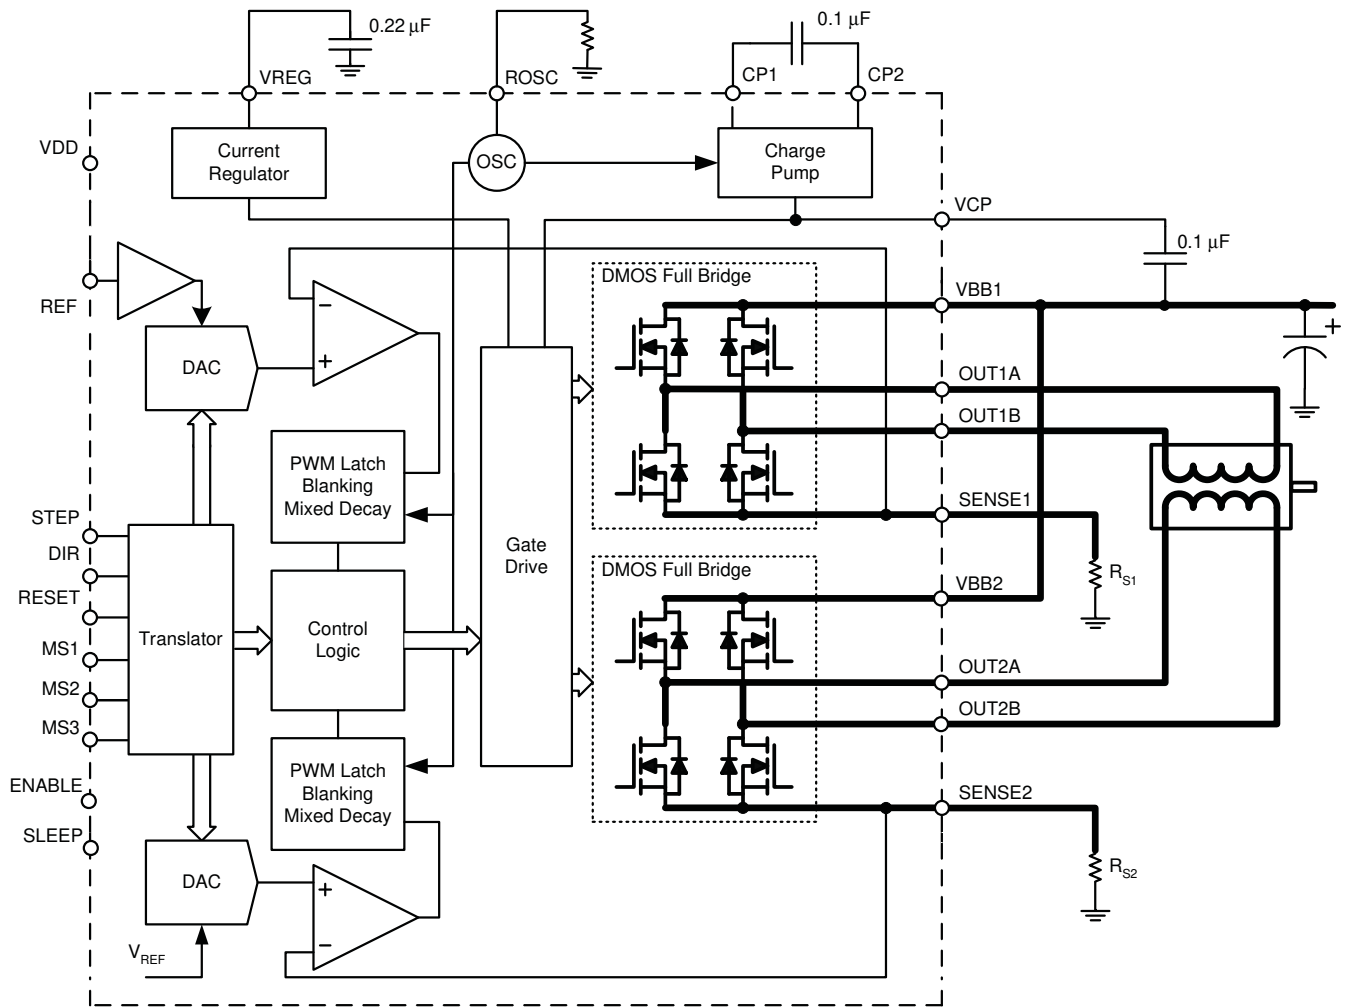 0.22 µF
0.1 µF
VREG
ROSC
CP1
CP2
VDD
Current
Regulator
OSC
Charge
Pump
VCP
0.1 µF
REF
DMOS Full Bridge
VBB1
+
DAC
−
+
OUT1A
OUT1B
PWM Latch
Blanking
Mixed Decay
SENSE1
STEP
DIR
RESET
MS1
MS2
MS3
Translator
Control
Logic
Gate
Drive
DMOS Full Bridge
RS1
VBB2
OUT2A
OUT2B
PWM Latch
Blanking
Mixed Decay
ENABLE
SLEEP
SENSE2
RS2
DAC
+
−
VREF